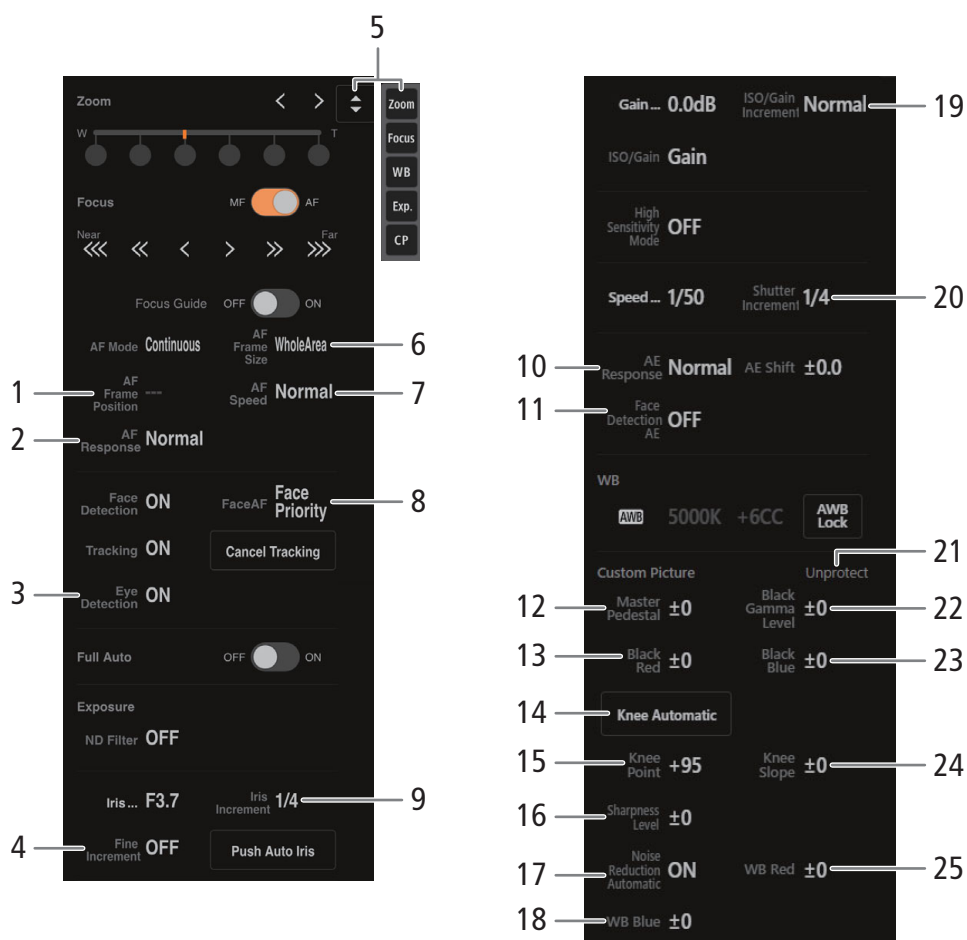 5
Zoom
W
T
Zoom
Focus
WB
Exp.
CP
Focus
MF
AF
Near
Far
Focus Guide
OFF
ON
AF Mode
Continuous
AF
Frame
Size
WholeArea
6
1
AF
Frame
Position
---
AF
Speed
Normal
7
2
AF
Response
Normal
Face
Detection
ON
FaceAF
Face
Priority
8
Tracking
ON
Cancel Tracking
3
Eye
Detection
ON
Full Auto
OFF
ON
Exposure
ND Filter
OFF
Iris...
F3.7
Iris
Increment
1/4
9
4
Fine
Increment
OFF
Push Auto Iris
Gain...
0.0dB
ISO/Gain
Increment
Normal
19
ISO/Gain
Gain
High
Sensitivity
Mode
OFF
Speed...
1/50
Shutter
Increment
1/4
20
10
AE
Response
Normal
AE Shift
±0.0
11
Face
Detection
AE
OFF
WB
AWB
5000K
+6CC
AWB
Lock
21
Custom Picture
Unprotect
12
Master
Pedestal
±0
Black
Gamma
Level
±0
22
13
Black
Red
±0
Black
Blue
±0
23
14
Knee Automatic
15
Knee
Point
+95
Knee
Slope
±0
24
16
Sharpness
Level
±0
17
Noise
Reduction
Automatic
ON
WB Red
±0
25
18
WB Blue
±0